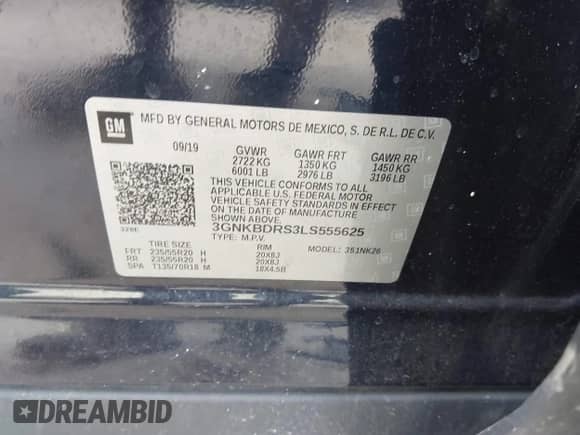 GM
MFD BY GENERAL MOTORS DE MEXICO, S. DE R.L. DE C.V.
09/19 GVWR GAWR FRT GAWR RR
2722 KG 1350 KG 1450 KG
6001 LB 2976 LB 3196 LB
THIS VEHICLE CONFORMS TO ALL
APPLICABLE U.S. FEDERAL MOTOR
VEHICLE SAFETY STANDARDS IN
EFFECT ON THE DATE OF MANUFACTURE
SHOWN ABOVE.
3GNKBDRS3LS555625
TYPE: M.P.V. MODEL: 3S1NK26
TIRE SIZE RIM
FRT 235/55R20 H 20X8J
RR 235/55R20 H 20X8J
SPA T135/70R18 M 18X4.5B
DREAMBID